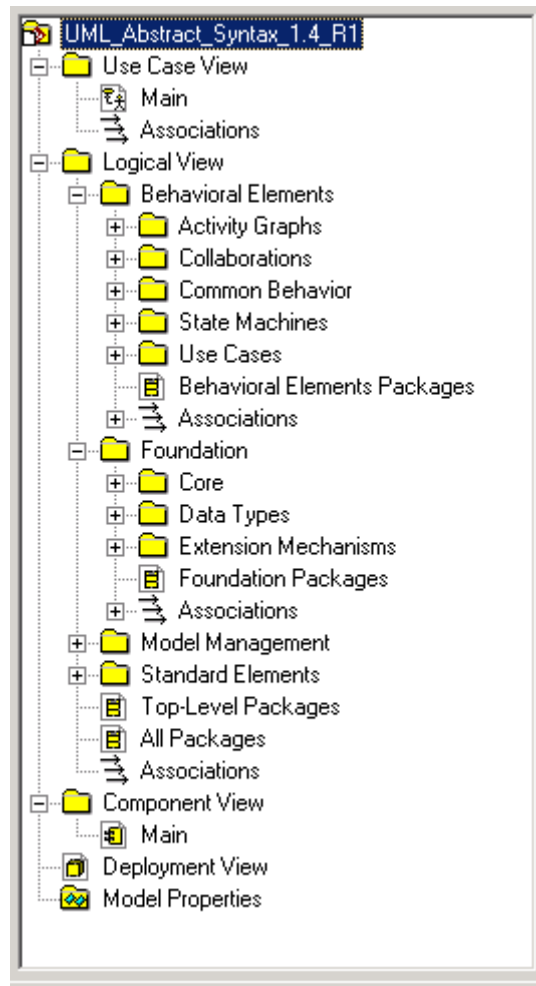 UML_Abstract_Syntax_1.4_R1
Use Case View
Main
Associations
Logical View
Behavioral Elements
Activity Graphs
Collaborations
Common Behavior
State Machines
Use Cases
Behavioral Elements Packages
Associations
Foundation
Core
Data Types
Extension Mechanisms
Foundation Packages
Associations
Model Management
Standard Elements
Top-Level Packages
All Packages
Associations
Component View
Main
Deployment View
Model Properties